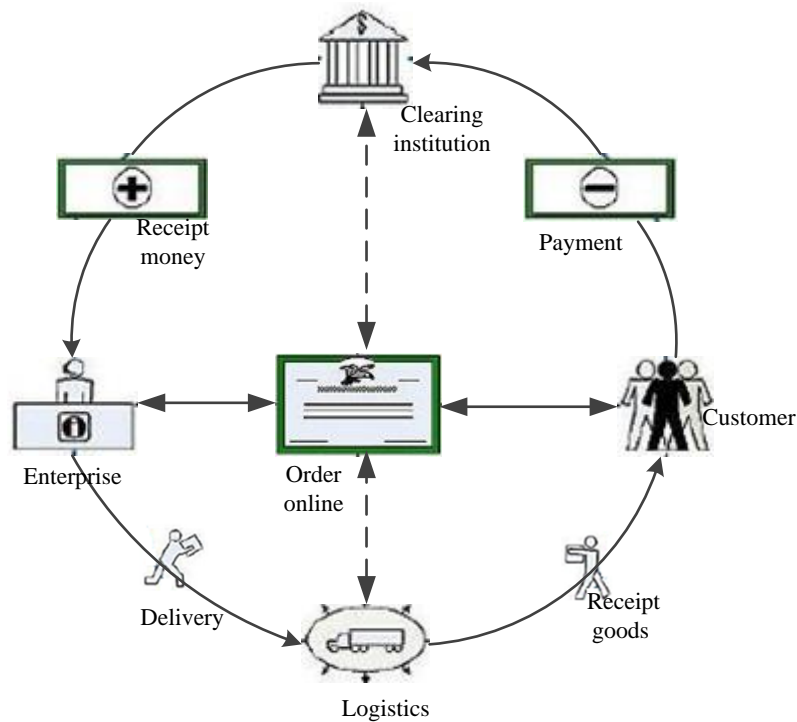 Clearing
institution
Receipt
money
Payment
Enterprise
Order
online
Customer
Delivery
Receipt
goods
Logistics